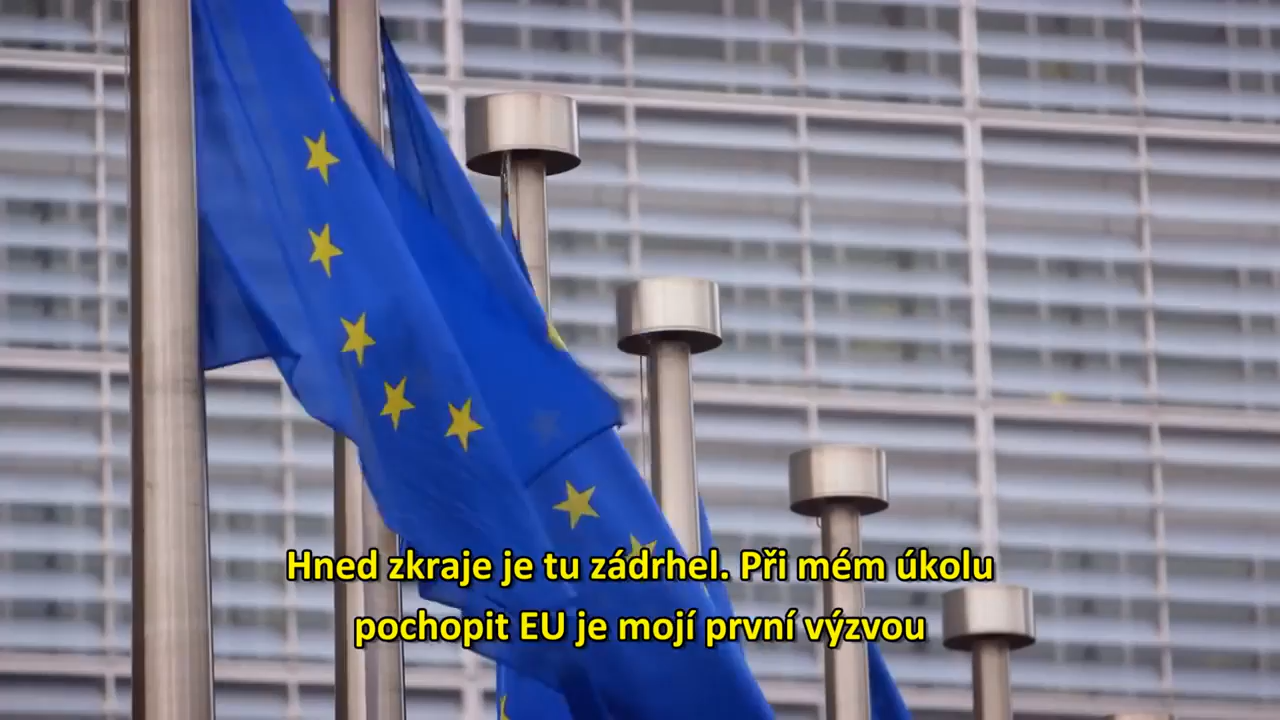 Hned zkraje je tu zádrhel. Při mém úkolu
pochopit EU je mojí první výzvou